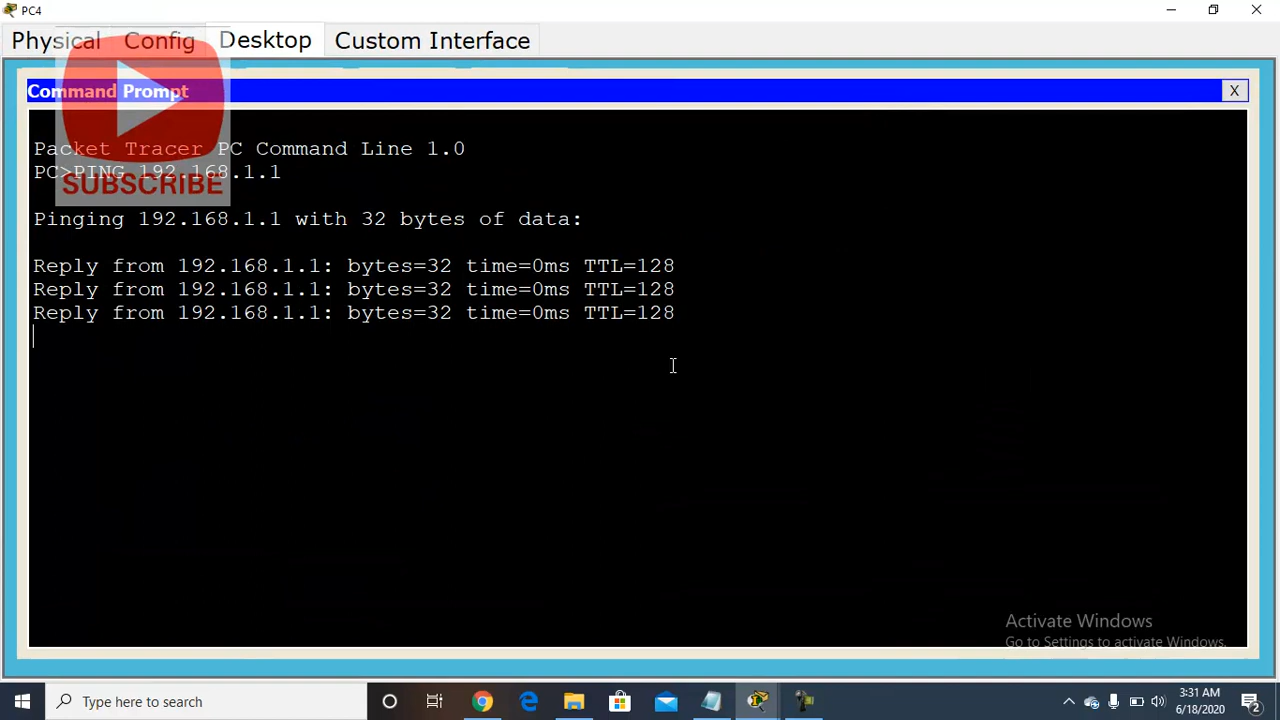 PC4
Physical Config Desktop Custom Interface
Command Prompt X
Packet Tracer PC Command Line 1.0
PC>PING 192.168.1.1
SUBSCRIBE
Pinging 192.168.1.1 with 32 bytes of data:
Reply from 192.168.1.1: bytes=32 time=0ms TTL=128
Reply from 192.168.1.1: bytes=32 time=0ms TTL=128
Reply from 192.168.1.1: bytes=32 time=0ms TTL=128
Activate Windows
Go to Settings to activate Windows.
Type here to search
3:31 AM
6/18/2020
2